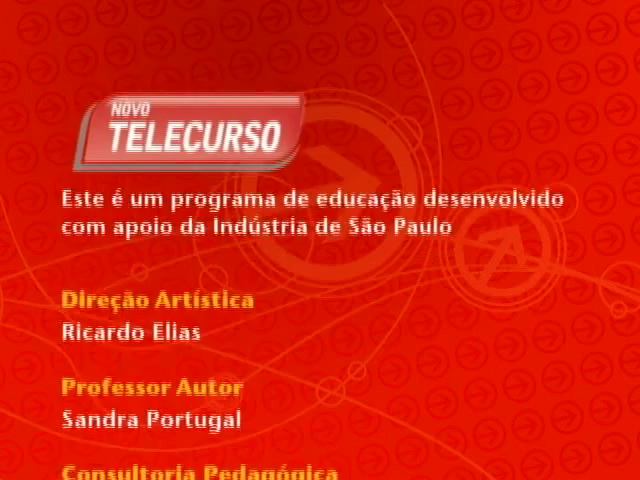 NOVO
TELECURSO
Este é um programa de educação desenvolvido
com apoio da Indústria de São Paulo
Direção Artística
Ricardo Elias
Professor Autor
Sandra Portugal
Consultoria Pedagógica